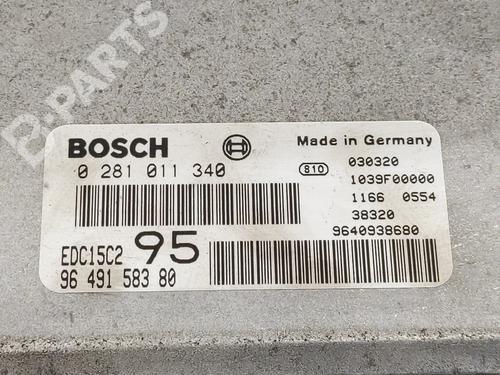 B-PARTS
BOSCH
Made in Germany
0 281 011 340
810
030320
1039F00000
1166 0554
38320
9640938680
EDC15C2
95
96 491 583 80